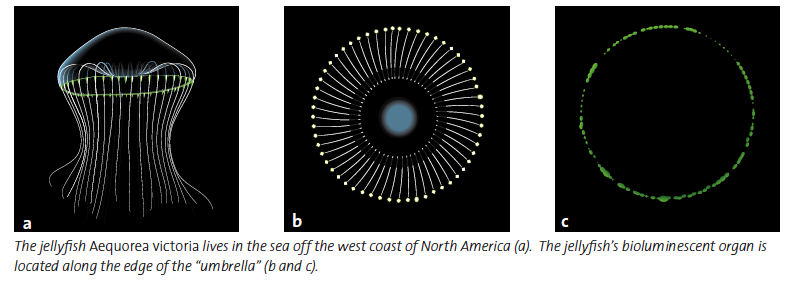 a
b
c
The jellyfish Aequorea victoria lives in the sea off the west coast of North America (a). The jellyfish's bioluminescent organ is
located along the edge of the “umbrella” (b and c).